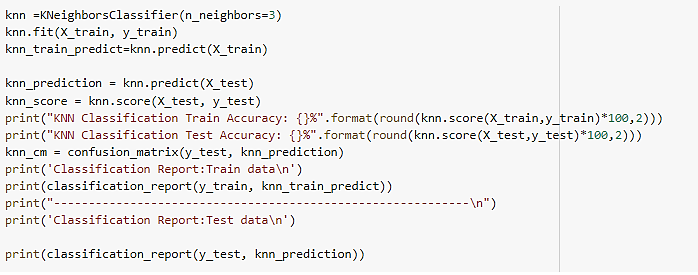 knn =KNeighborsClassifier(n_neighbors=3)
knn.fit(X_train, y_train)
knn_train_predict=knn.predict(X_train)
knn_prediction = knn.predict(X_test)
knn_score = knn.score(X_test, y_test)
print("KNN Classification Train Accuracy: {}%".format(round(knn.score(X_train,y_train)*100,2)))
print("KNN Classification Test Accuracy: {}%".format(round(knn.score(X_test,y_test)*100,2)))
knn_cm = confusion_matrix(y_test, knn_prediction)
print('Classification Report:Train data\n')
print(classification_report(y_train, knn_train_predict))
print("------------------------------------------------------------\n")
print('Classification Report:Test data\n')
print(classification_report(y_test, knn_prediction))